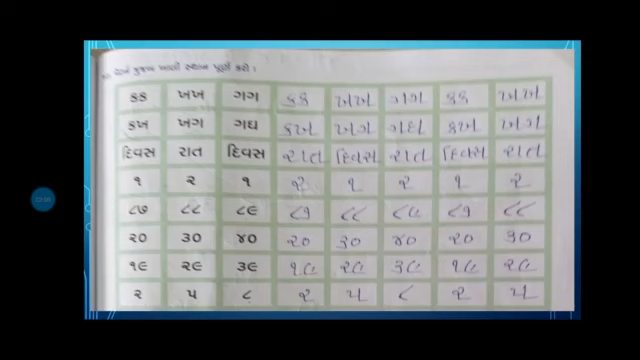 મુજબ ખાલી સ્થાન પૂર્ણ કરો :
કક ખખ ગગ કક ખખ ગગ કક ખખ
કખ ખગ ગઘ કખ ખગ ગઘ કખ ખગ
દિવસ રાત દિવસ રાત દિવસ રાત દિવસ રાત
૧ ૨ ૧ ૨ ૧ ૨ ૧ ૨
૮૭ ૮૮ ૮૯ ૮૭ ૮૮ ૮૯ ૮૭ ૮૮
૨૦ ૩૦ ૪૦ ૨૦ ૩૦ ૪૦ ૨૦ ૩૦
૧૯ ૨૯ ૩૯ ૧૯ ૨૯ ૩૯ ૧૯ ૨૯
૨ ૫ ૮ ૨ ૫ ૮ ૨ ૫